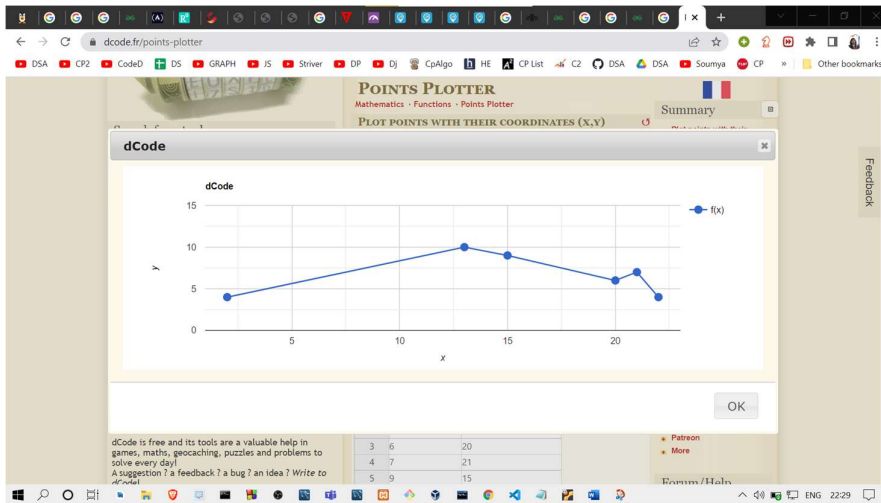 dcode.fr/points-plotter
DSA CP2 CodeD DS GRAPH JS Striver DP Dj CpAlgo HE CP List C2 DSA DSA Soumya CP » Other bookmarks
POINTS PLOTTER
Mathematics · Functions · Points Plotter
PLOT POINTS WITH THEIR COORDINATES (X,Y)
Summary
Feedback
dCode
dCode
15
10
5
0
y
f(x)
5 10 15 20
x
OK
dCode is free and its tools are a valuable help in
games, maths, geocaching, puzzles and problems to
solve every day!
A suggestion ? a feedback ? a bug ? an idea ? Write to
dCode!
3 6 20
4 7 21
5 9 15
Patreon
More
Forum/Help
ENG 22:29